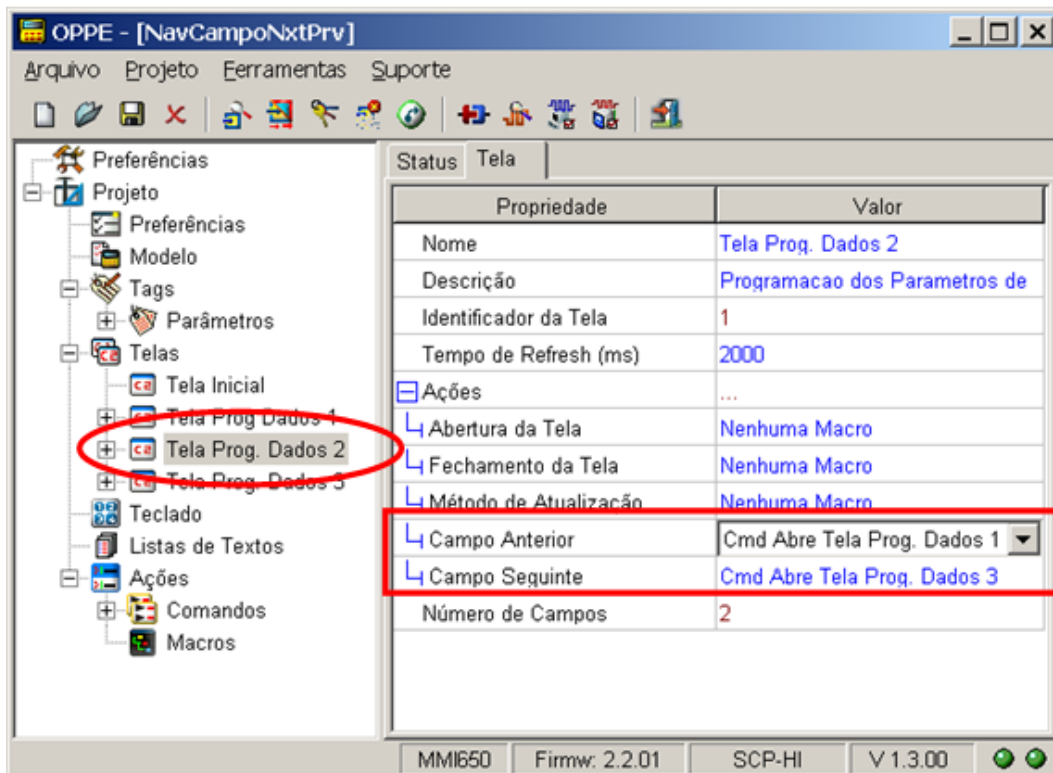 OPPE - [NavCampoNxtPrv]
Arquivo Projeto Ferramentas Suporte
Preferências
Projeto
Preferências
Modelo
Tags
Parâmetros
Telas
Tela Inicial
Tela Prog Dados 1
Tela Prog. Dados 2
Tela Prog. Dados 3
Teclado
Listas de Textos
Ações
Comandos
Macros
Status Tela
Propriedade Valor
Nome Tela Prog. Dados 2
Descrição Programacao dos Parametros de
Identificador da Tela 1
Tempo de Refresh (ms) 2000
Ações ...
Abertura da Tela Nenhuma Macro
Fechamento da Tela Nenhuma Macro
Método de Atualização Nenhuma Macro
Campo Anterior Cmd Abre Tela Prog. Dados 1
Campo Seguinte Cmd Abre Tela Prog. Dados 3
Número de Campos 2
MMI650 Firmw: 2.2.01 SCP-HI V 1.3.00